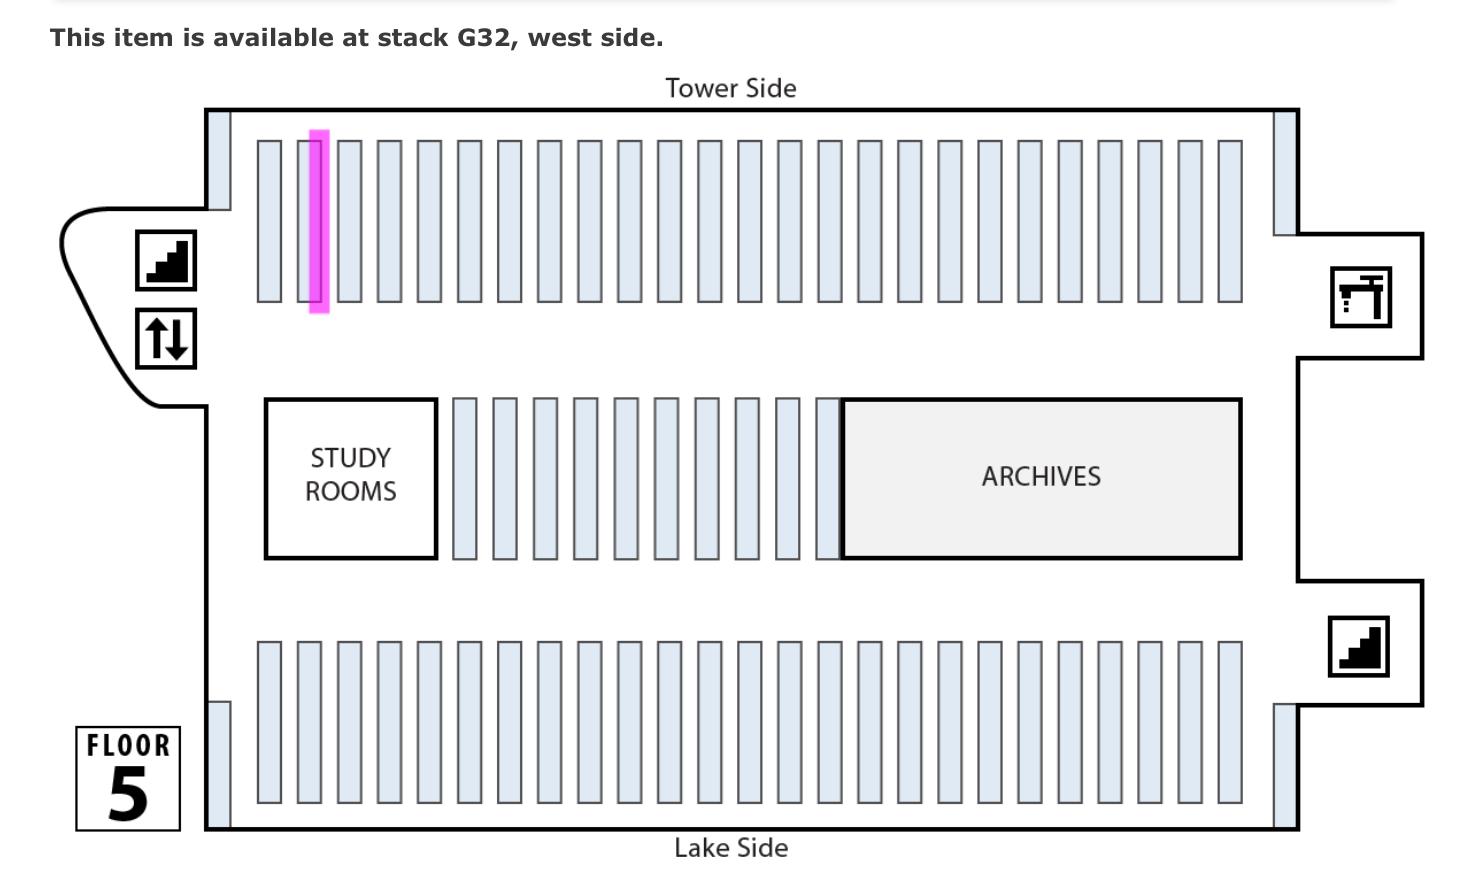 This item is available at stack G32, west side.
Tower Side
STUDY
ROOMS
ARCHIVES
FLOOR
5
Lake Side